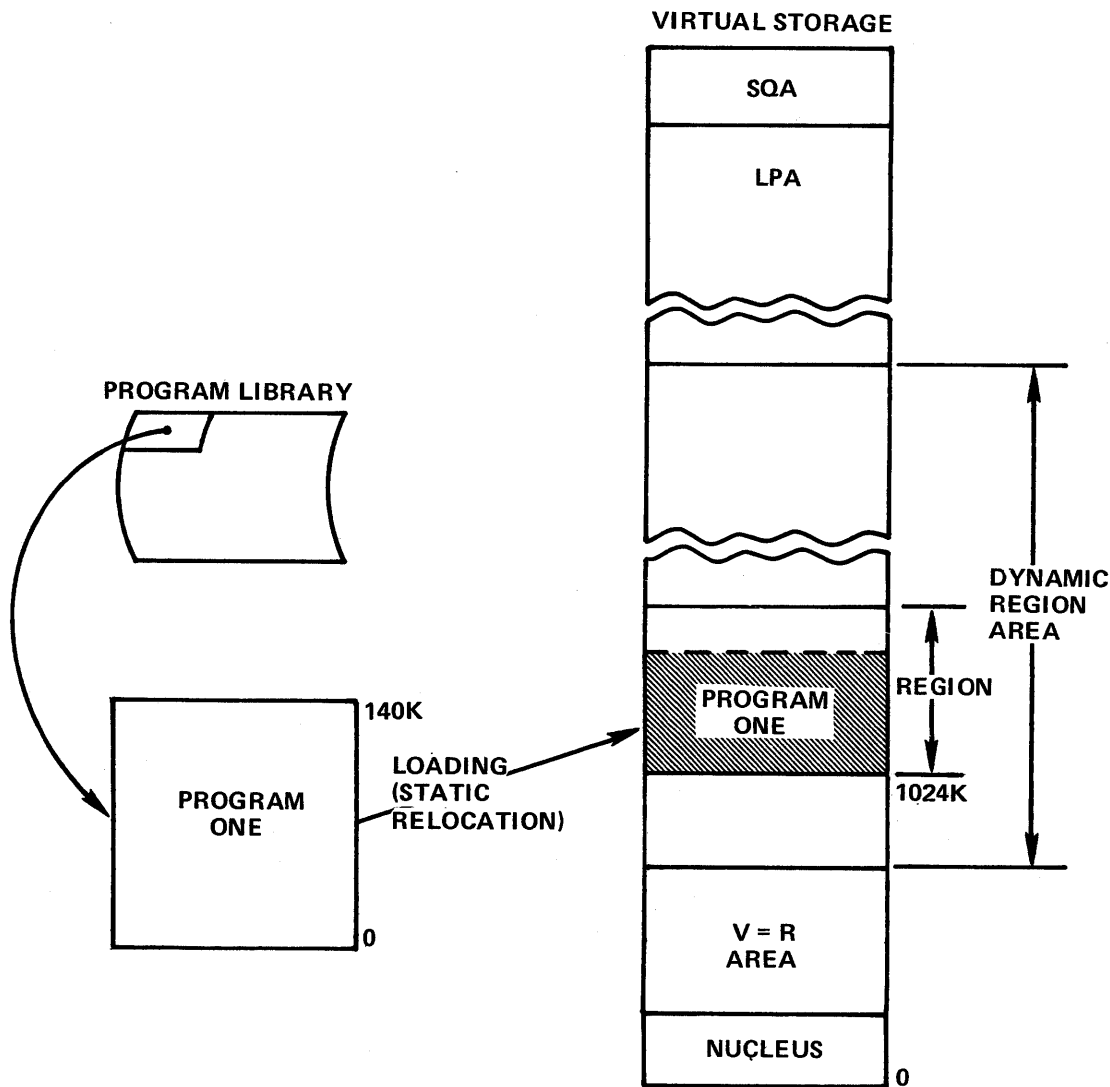 VIRTUAL STORAGE
SQA
LPA
PROGRAM LIBRARY
DYNAMIC
REGION
AREA
REGION
PROGRAM
ONE
140K
LOADING
(STATIC
RELOCATION)
1024K
PROGRAM
ONE
0
V = R
AREA
NUCLEUS
0